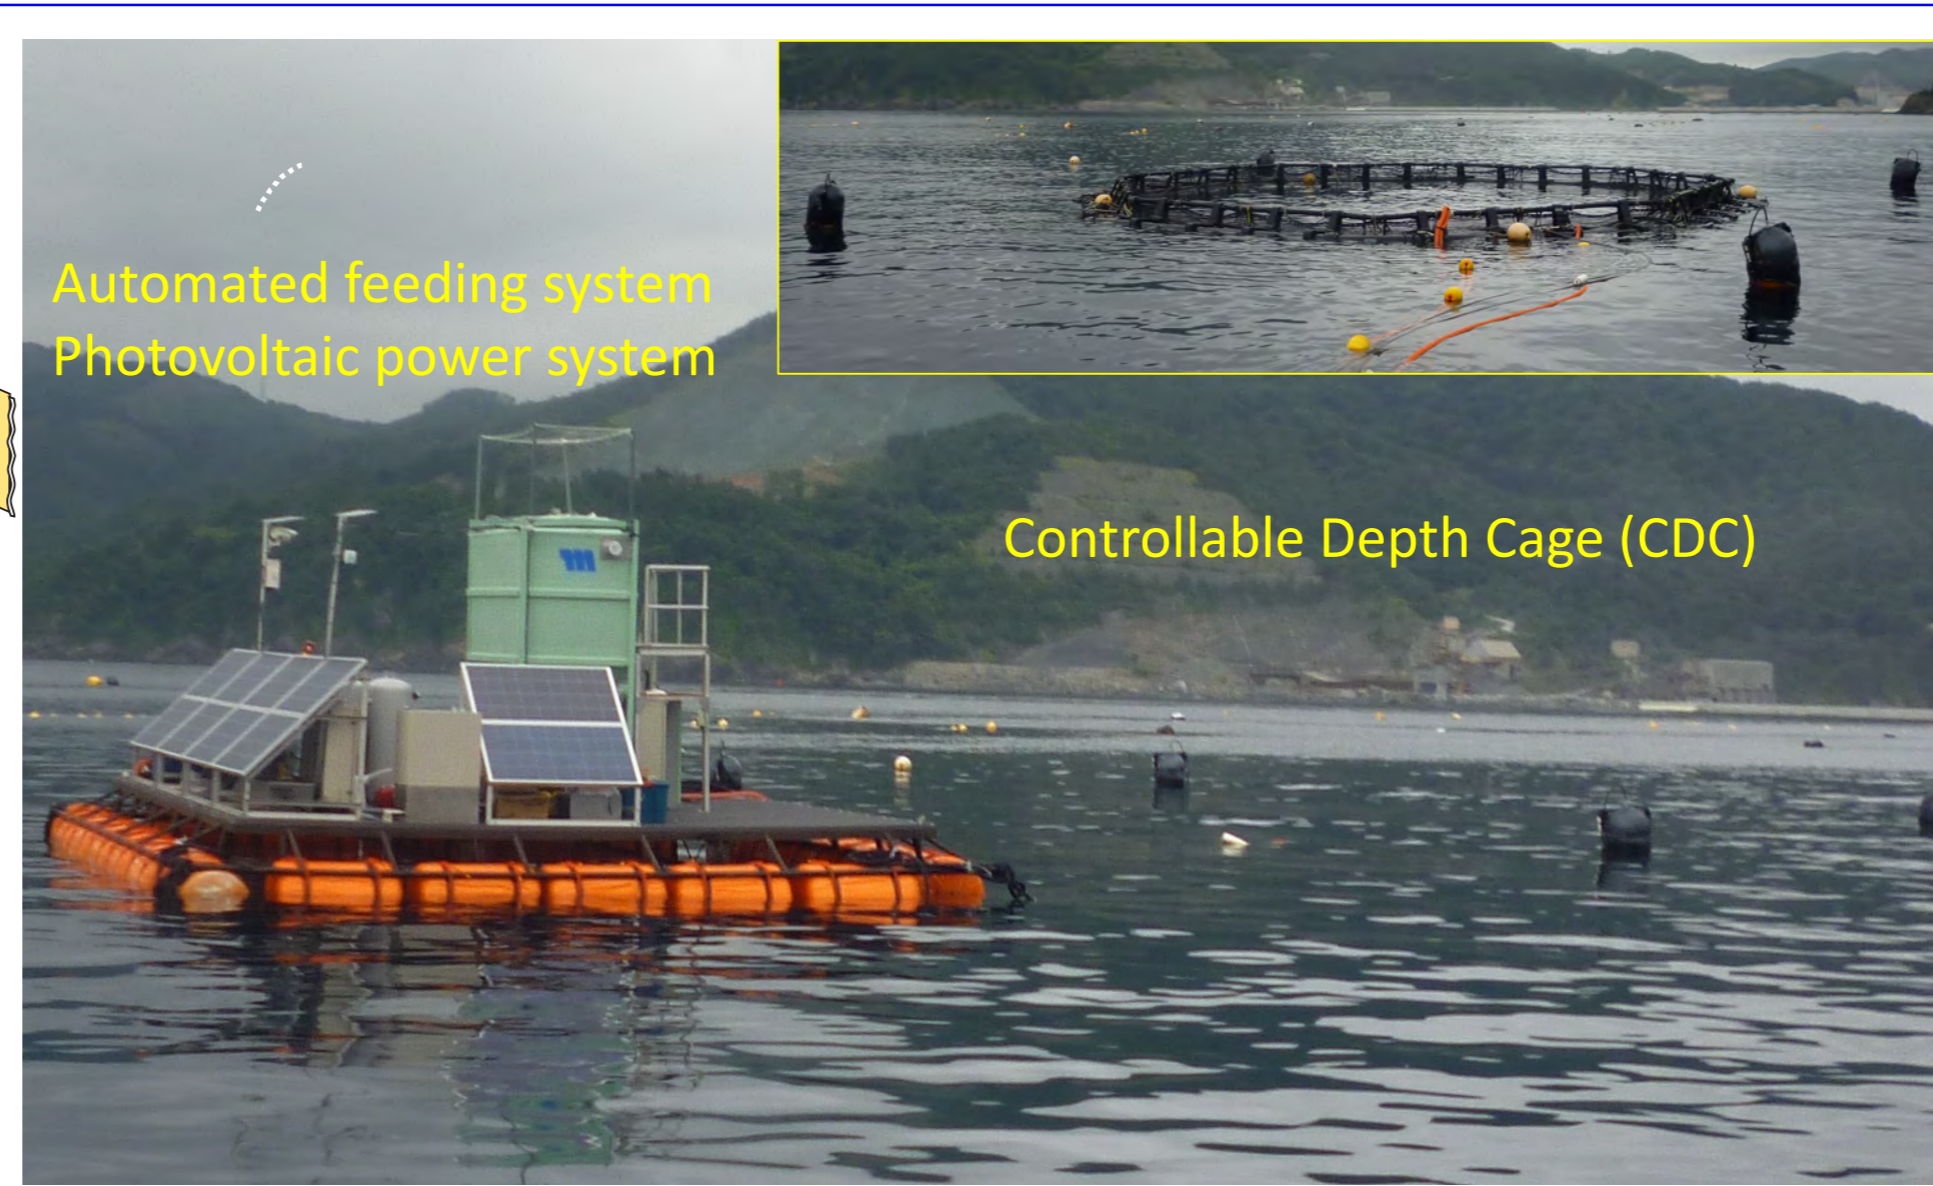 Automated feeding system
Photovoltaic power system
Controllable Depth Cage (CDC)